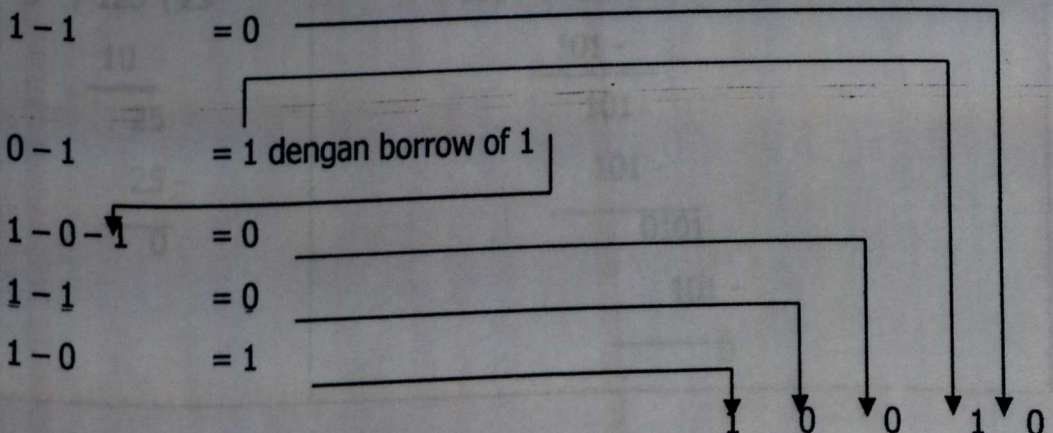 1 – 1 = 0
0 – 1 = 1 dengan borrow of 1
1 – 0 – 1 = 0
1 – 1 = 0
1 – 0 = 1
1 0 0 1 0